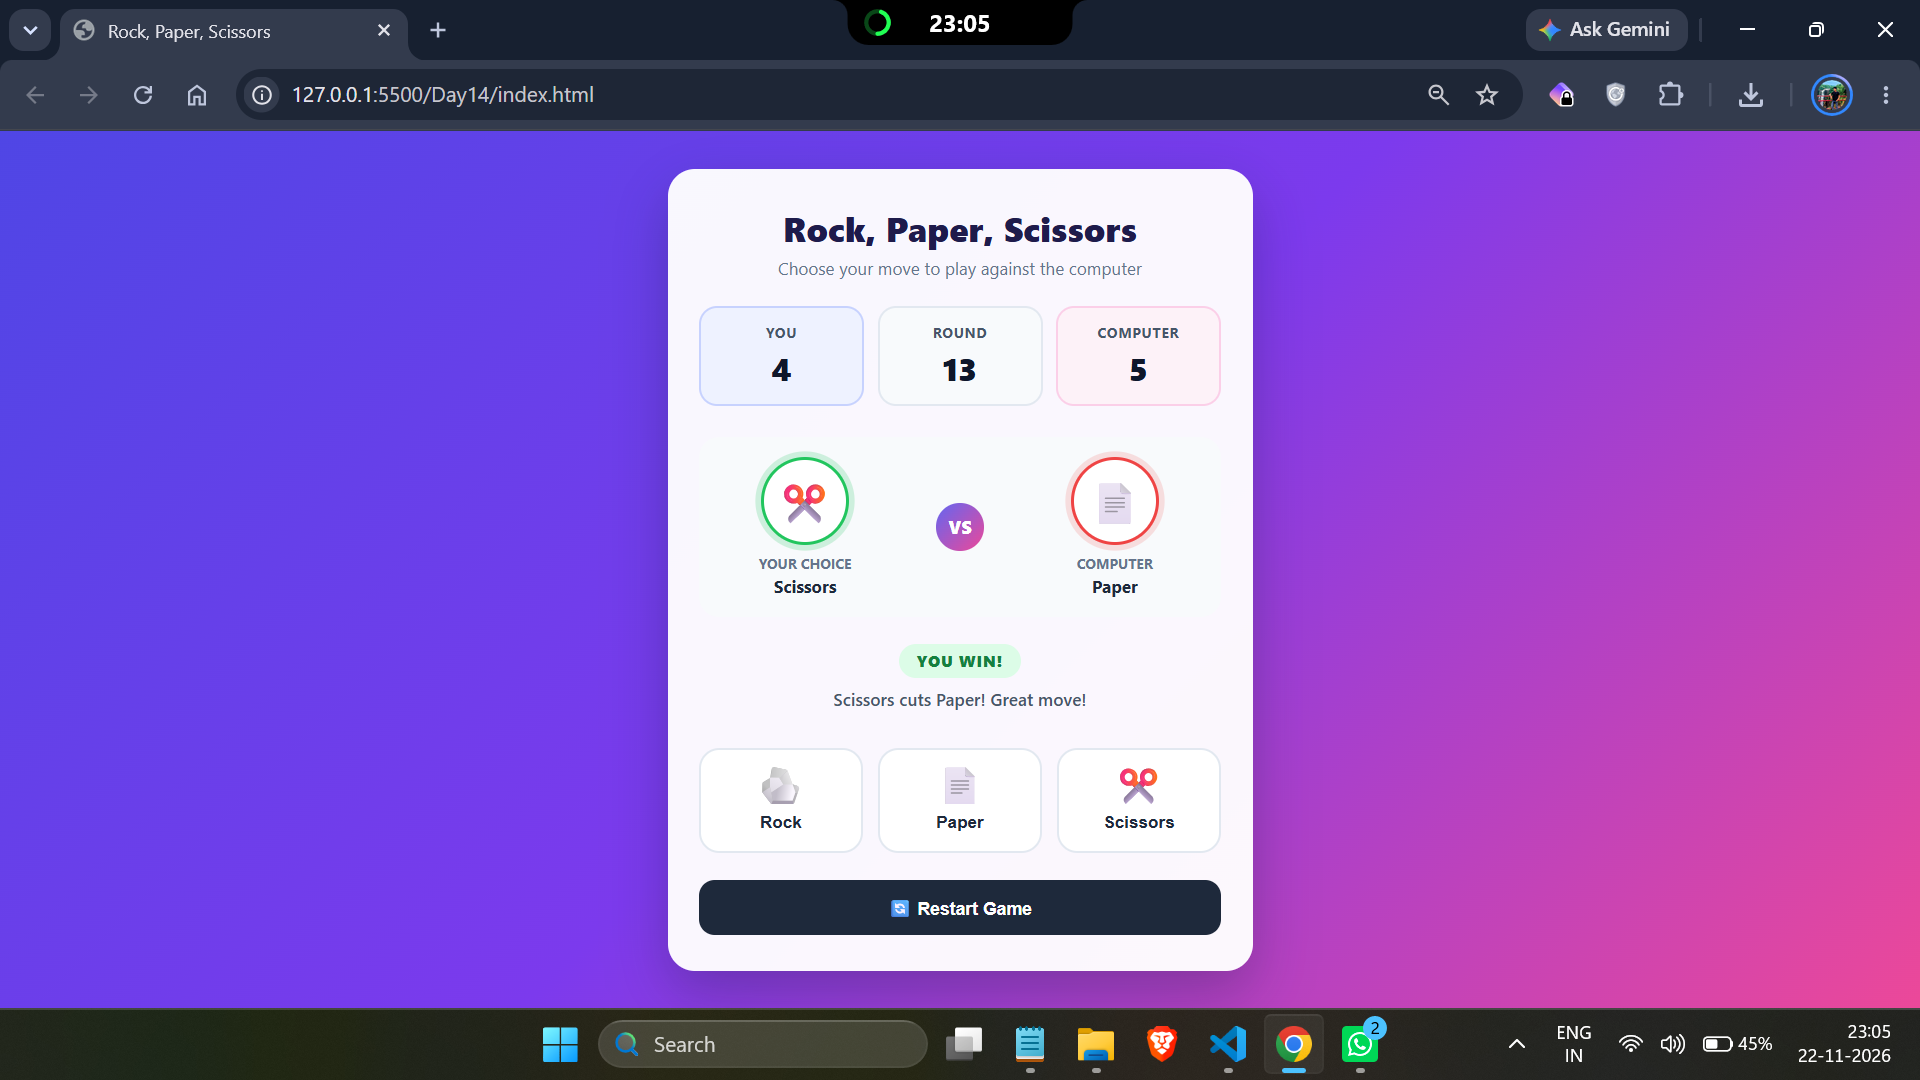 Rock, Paper, Scissors
23:05
Ask Gemini
127.0.0.1:5500/Day14/index.html
Rock, Paper, Scissors
Choose your move to play against the computer
YOU
4
ROUND
13
COMPUTER
5
VS
YOUR CHOICE
Scissors
COMPUTER
Paper
YOU WIN!
Scissors cuts Paper! Great move!
Rock
Paper
Scissors
Restart Game
Search
2
ENG
IN
45%
23:05
22-11-2026